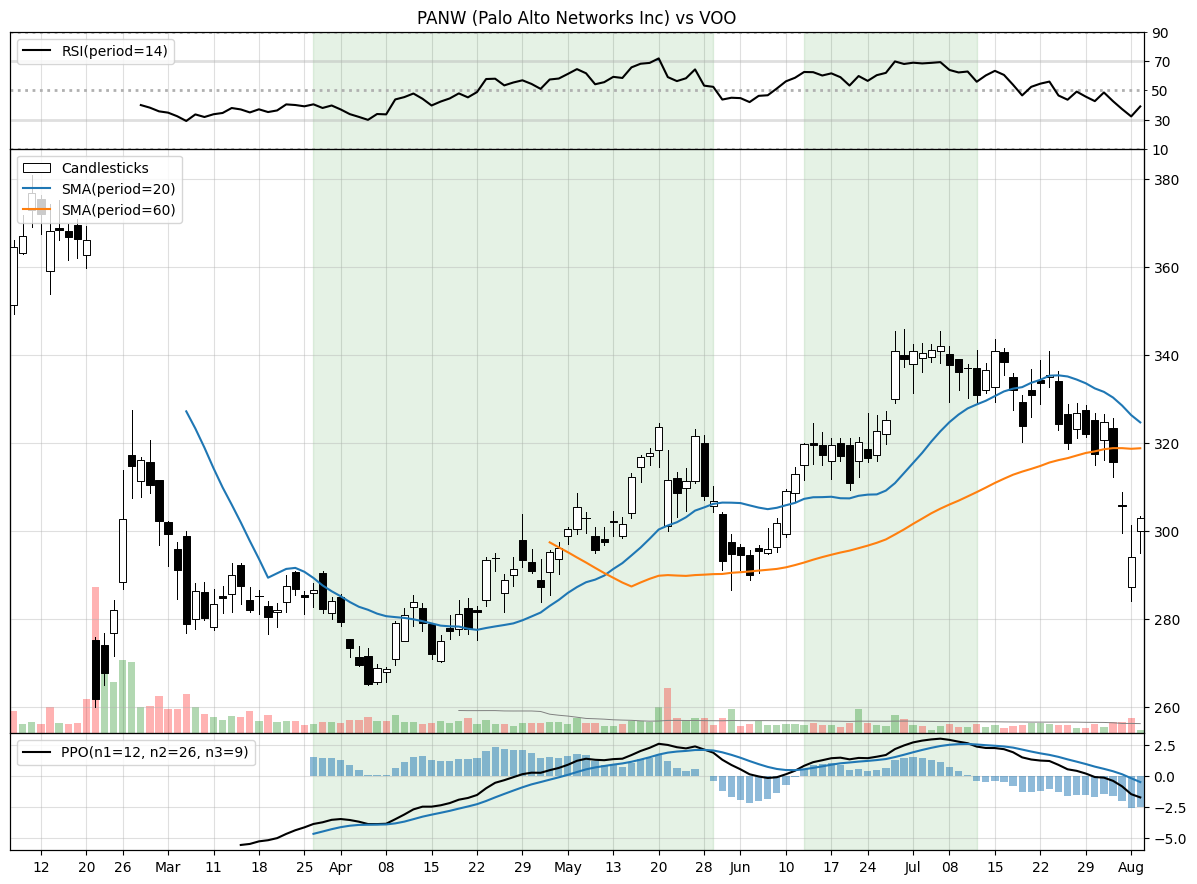 PANW (Palo Alto Networks Inc) vs VOO
RSI(period=14)
90
70
50
30
10
Candlesticks
SMA(period=20)
SMA(period=60)
380
360
340
320
300
280
260
PPO(n1=12, n2=26, n3=9)
2.5
0.0
−2.5
−5.0
12 20 26 Mar 11 18 25 Apr 08 15 22 29 May 13 20 28 Jun 10 17 24 Jul 08 15 22 29 Aug